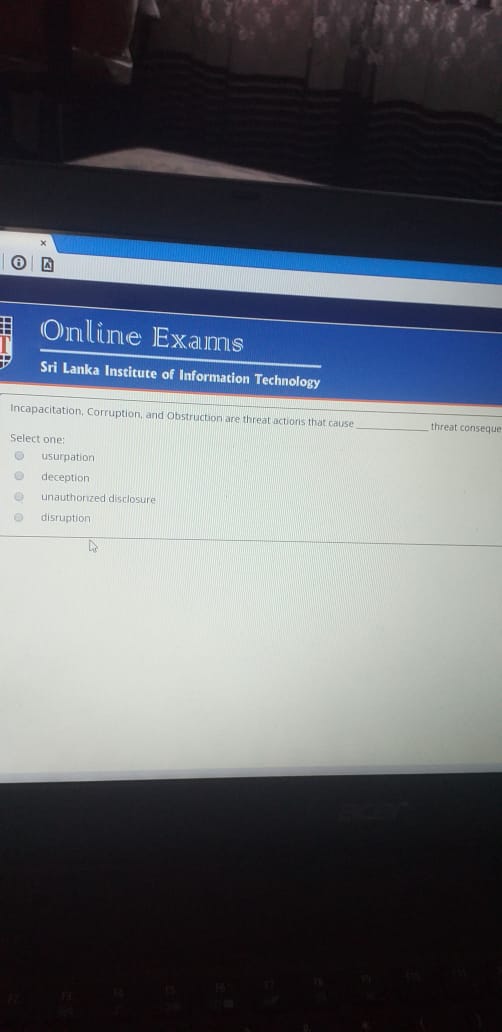 Online Exams
Sri Lanka Institute of Information Technology
Incapacitation, Corruption, and Obstruction are threat actions that cause ____________ threat conseque
Select one:
usurpation
deception
unauthorized disclosure
disruption